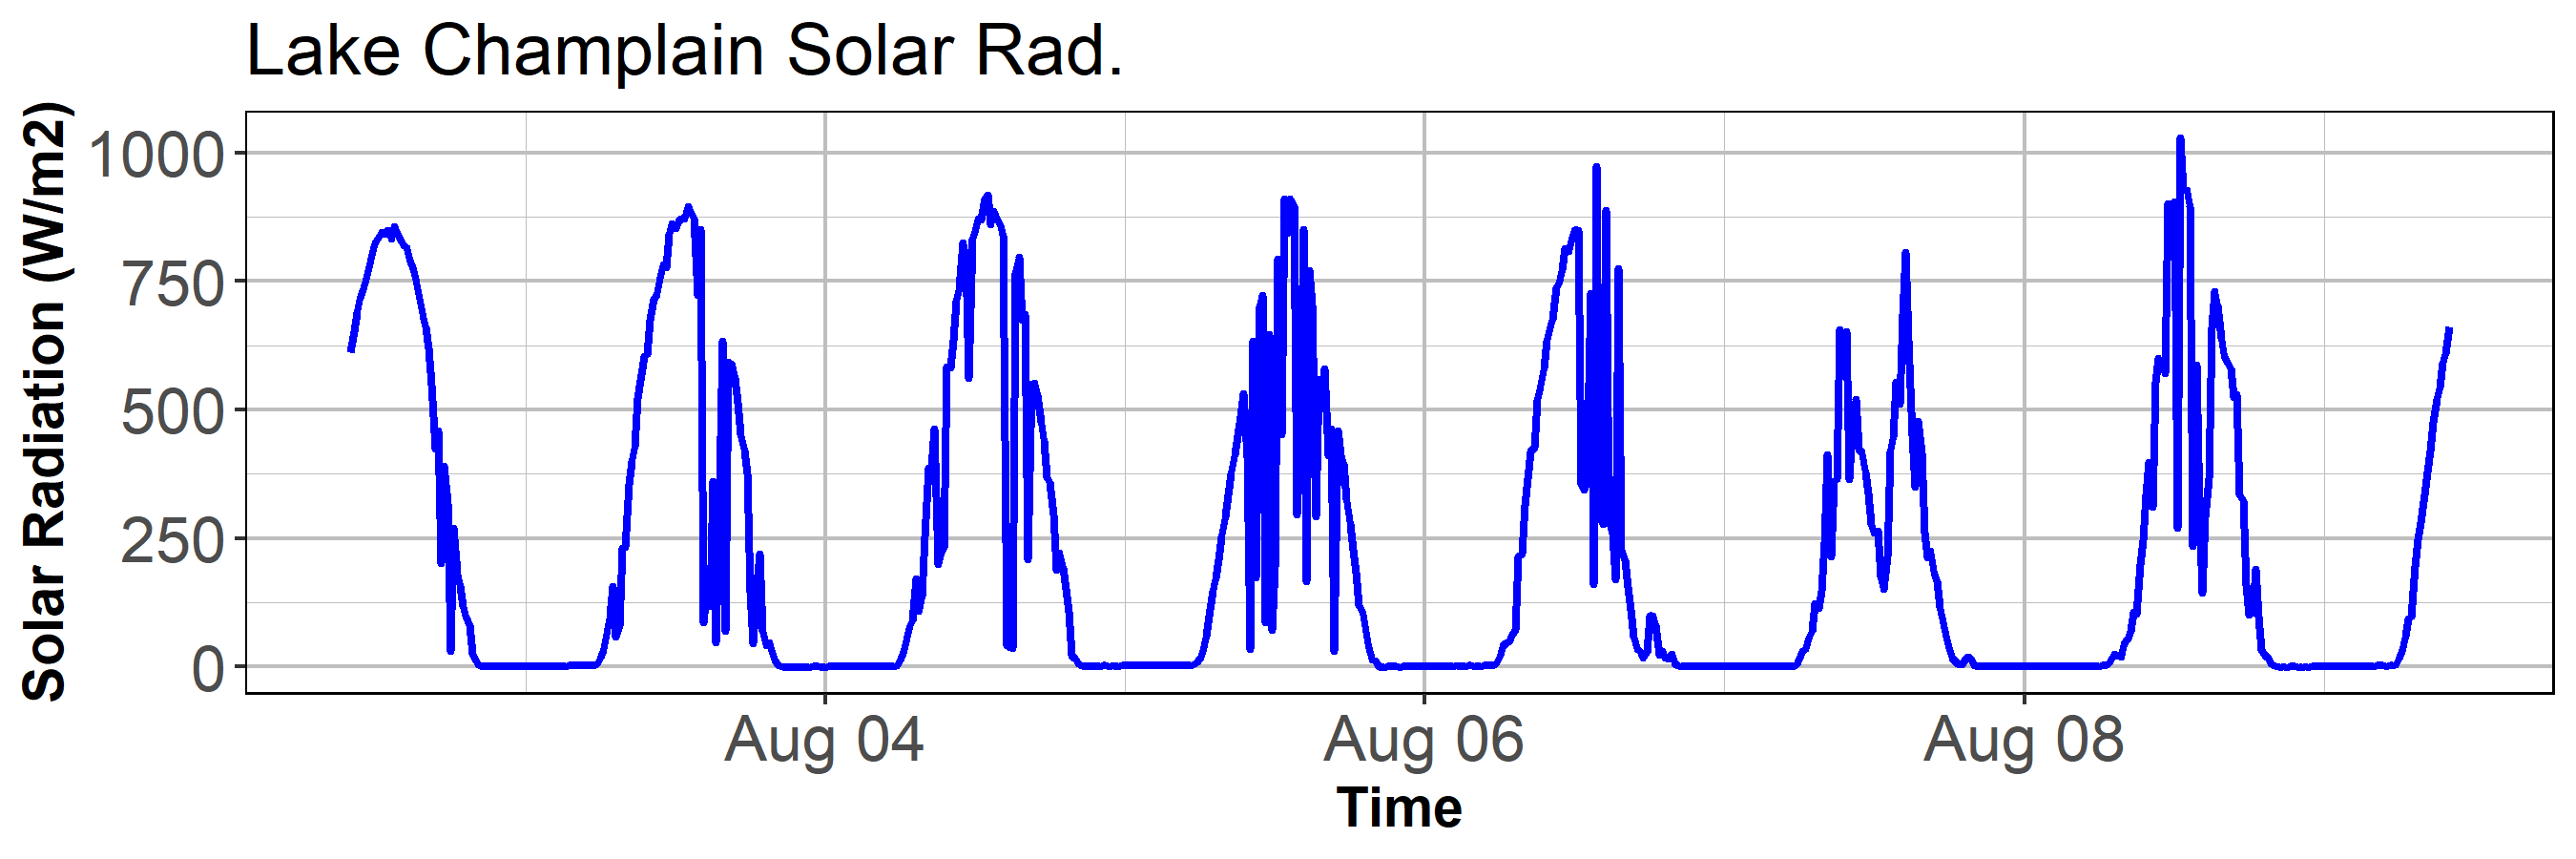 Lake Champlain Solar Rad.
Solar Radiation (W/m2)
1000
750
500
250
0
Aug 04
Aug 06
Aug 08
Time